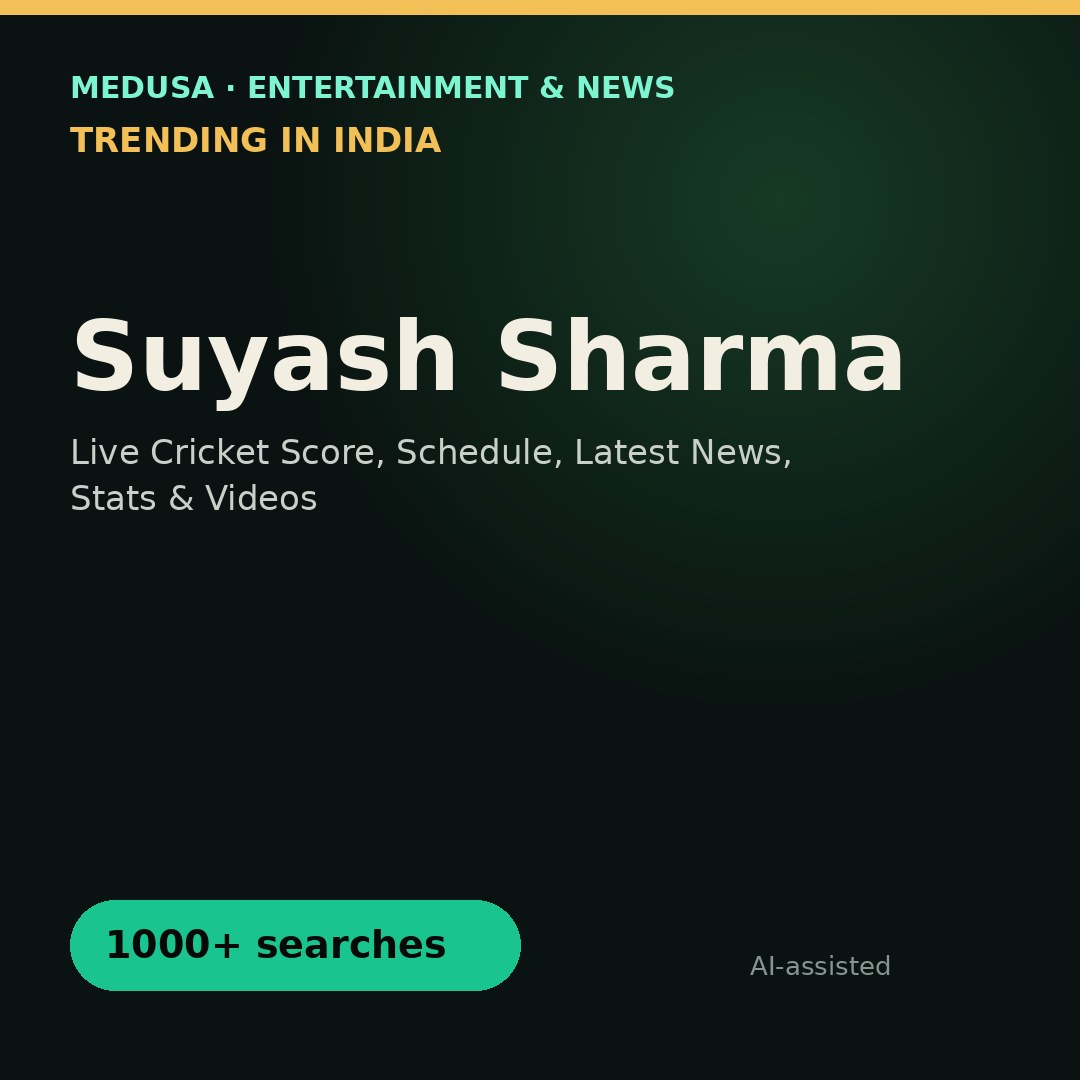 MEDUSA · ENTERTAINMENT & NEWS
TRENDING IN INDIA
Suyash Sharma
Live Cricket Score, Schedule, Latest News,
Stats & Videos
1000+ searches
AI-assisted